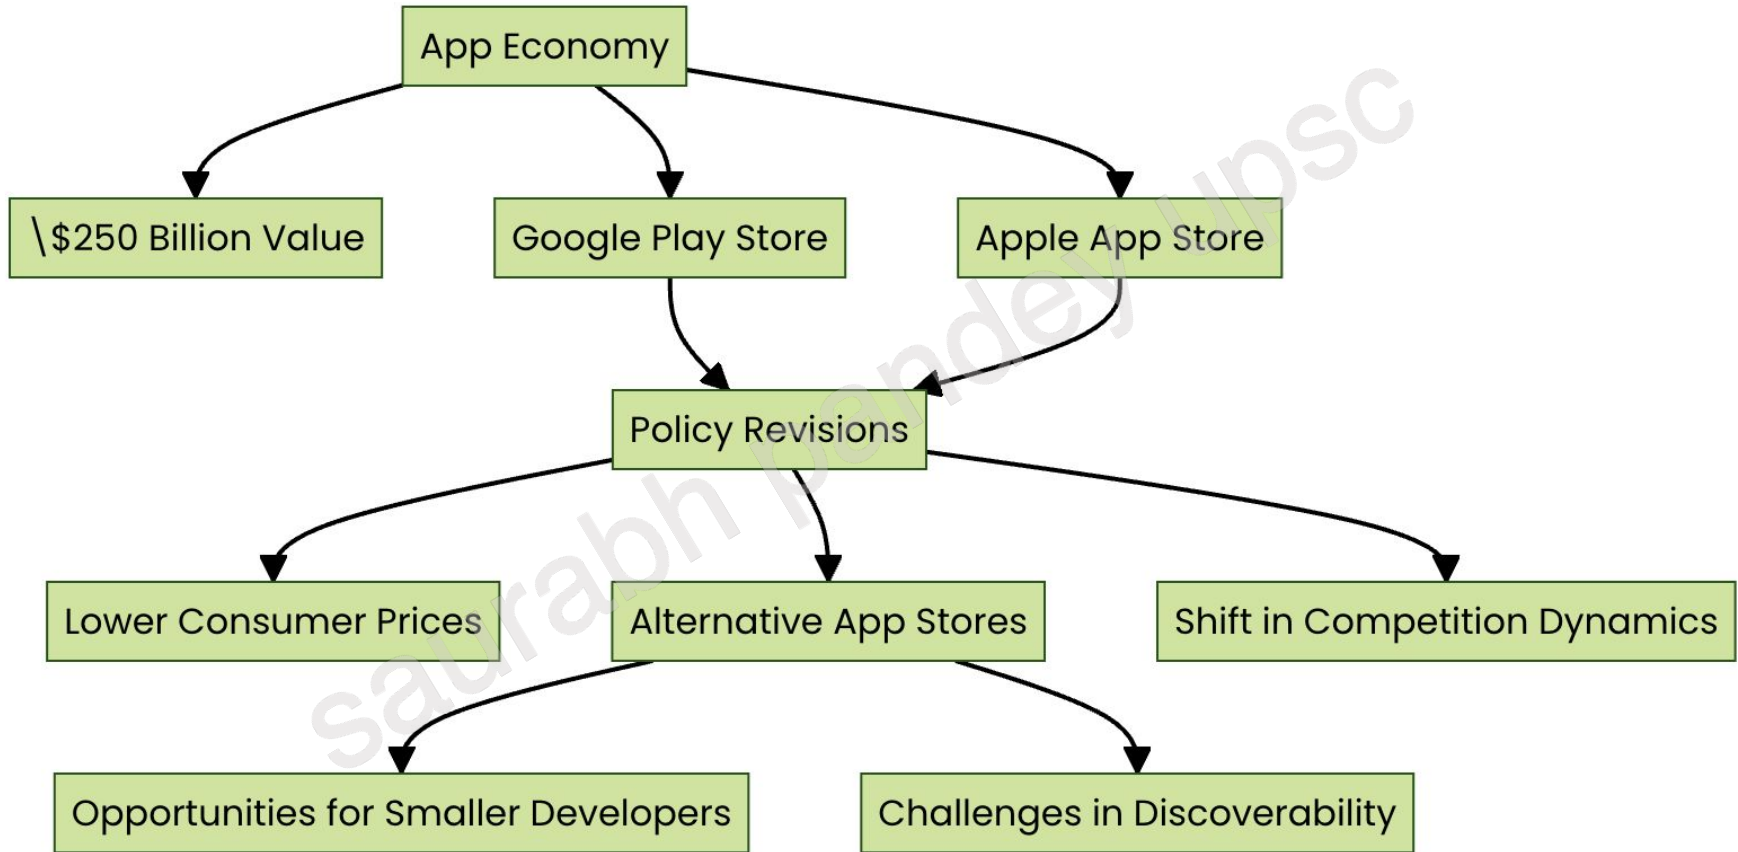 App Economy
\$250 Billion Value
Google Play Store
Apple App Store
Policy Revisions
Lower Consumer Prices
Alternative App Stores
Shift in Competition Dynamics
Opportunities for Smaller Developers
Challenges in Discoverability
saurabh pandey upsc